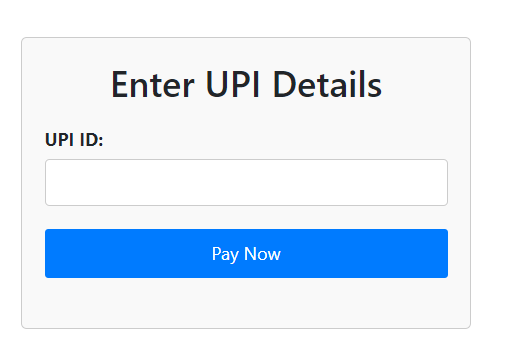 Enter UPI Details
UPI ID:
Pay Now